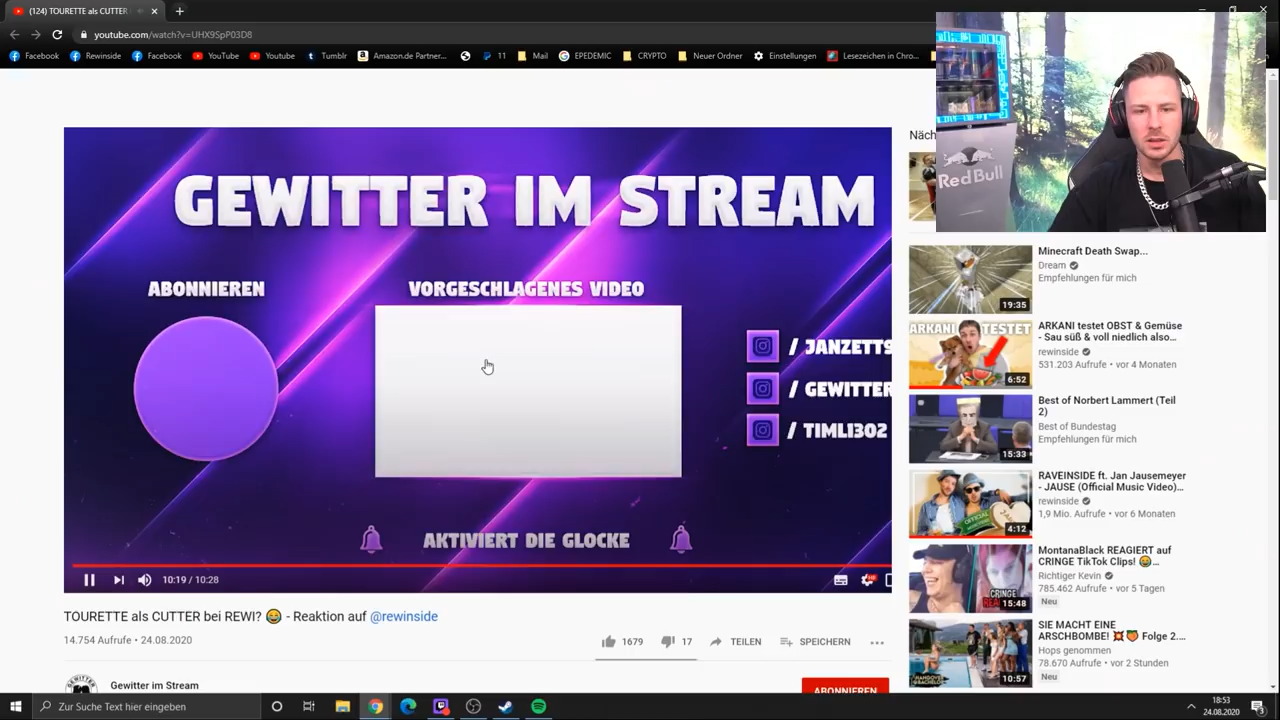 (124) TOURETTE als CUTTER
youtube.com/watch?v=UHX9SpP03D8
Facebook Rewinside Facebook YouTube Youtube Tumblr Amazon.de Partner... 11 Mail EPEDEMIC CRYPTO Neuer Ordner Einstellungen Lesezeichen in Chro...
Näch
RedBull
GEWITTER IM STREAM
ABONNIEREN
VORGESCHLAGENES VIDEO
/ JANZETT9
/ GEWITTER
/ TIML1302
AKTIVIERT DIE GLOCKE
10:19 / 10:28
TOURETTE als CUTTER bei REWI? 😂 - Reaktion auf @rewinside
14.754 Aufrufe • 24.08.2020
1679 17 TEILEN SPEICHERN
Gewitter im Stream
ABONNIEREN
Minecraft Death Swap...
Dream
Empfehlungen für mich
19:35
ARKANI TESTET
ARKANI testet OBST & Gemüse
- Sau süß & voll niedlich also...
rewinside
531.203 Aufrufe • vor 4 Monaten
6:52
Best of Norbert Lammert (Teil
2)
Best of Bundestag
Empfehlungen für mich
15:33
RAVEINSIDE ft. Jan Jausemeyer
- JAUSE (Official Music Video)...
rewinside
1,9 Mio. Aufrufe • vor 6 Monaten
4:12
MontanaBlack REAGIERT auf
CRINGE TikTok Clips! 😂...
Richtiger Kevin
785.462 Aufrufe • vor 5 Tagen
Neu
CRINGE
15:48
SIE MACHT EINE
ARSCHBOMBE! 💥🍑 Folge 2....
Hops genommen
78.670 Aufrufe • vor 2 Stunden
Neu
10:57
Zur Suche Text hier eingeben
18:53
24.08.2020